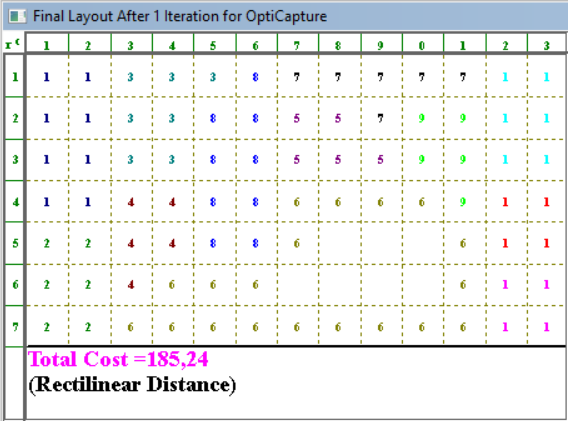 Final Layout After 1 Iteration for OptiCapture
r c 1 2 3 4 5 6 7 8 9 0 1 2 3
1 1 1 3 3 3 8 7 7 7 7 7 1 1
2 1 1 3 3 8 8 5 5 7 9 9 1 1
3 1 1 3 3 8 8 5 5 5 9 9 1 1
4 1 1 4 4 8 8 6 6 6 6 9 1 1
5 2 2 4 4 8 8 6 6 1 1
6 2 2 4 6 6 6 6 1 1
7 2 2 6 6 6 6 6 6 6 6 6 1 1
Total Cost =185,24
(Rectilinear Distance)